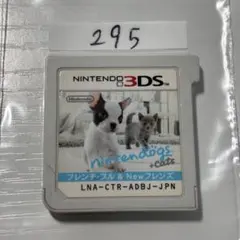 295
NINTENDO 3DS
Nintendo
nintendogs
+cats
フレンチ・ブル & Newフレンズ
LNA-CTR-ADBJ-JPN